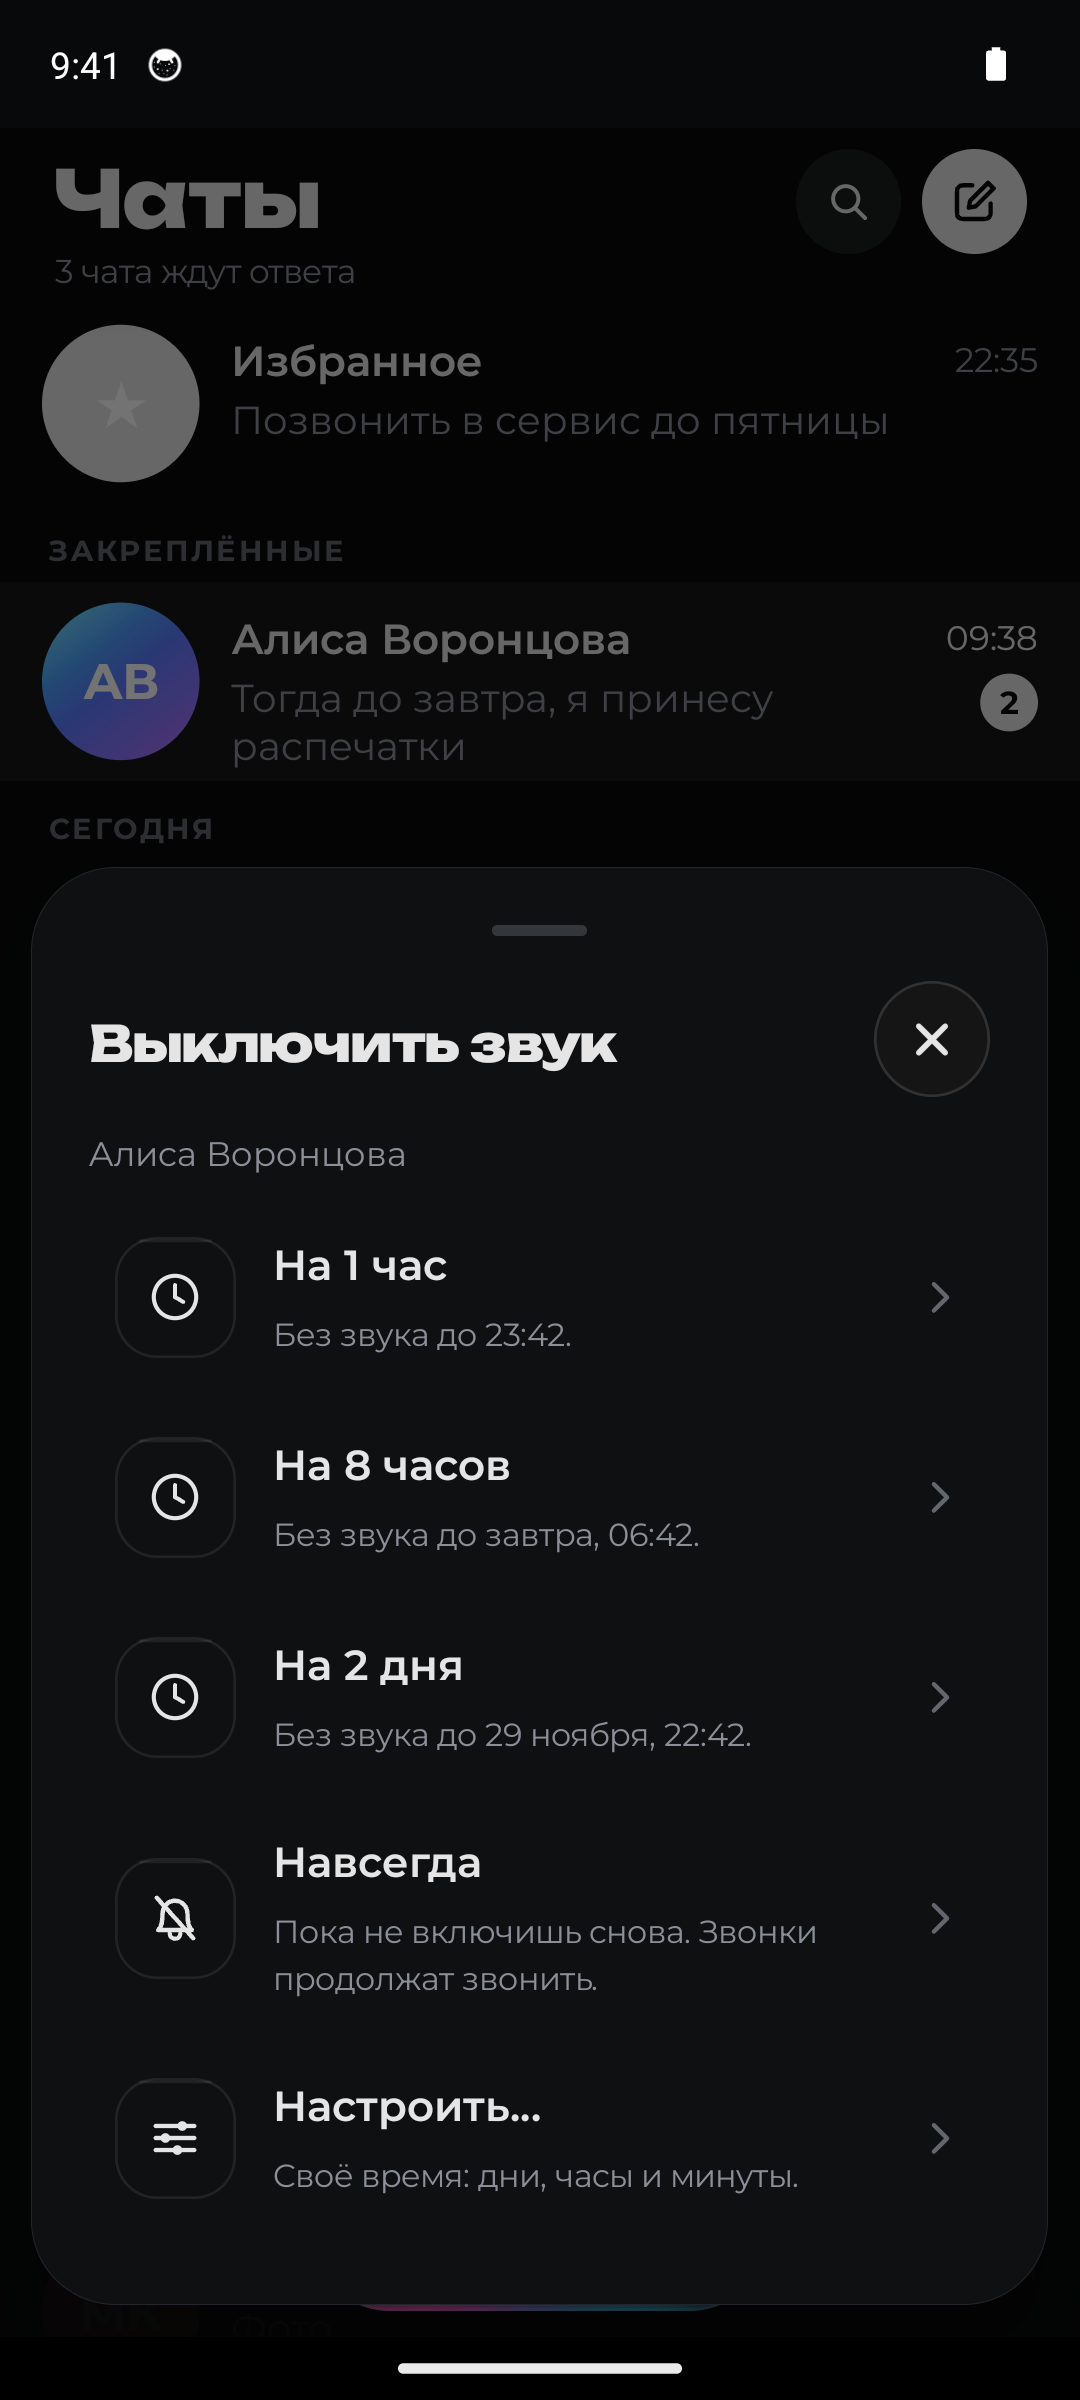 9:41
Чаты
3 чата ждут ответа
Избранное
22:35
Позвонить в сервис до пятницы
ЗАКРЕПЛЁННЫЕ
АВ
Алиса Воронцова
09:38
Тогда до завтра, я принесу
2
распечатки
СЕГОДНЯ
Выключить звук
Алиса Воронцова
На 1 час
Без звука до 23:42.
На 8 часов
Без звука до завтра, 06:42.
На 2 дня
Без звука до 29 ноября, 22:42.
Навсегда
Пока не включишь снова. Звонки
продолжат звонить.
Настроить...
Своё время: дни, часы и минуты.
Фото